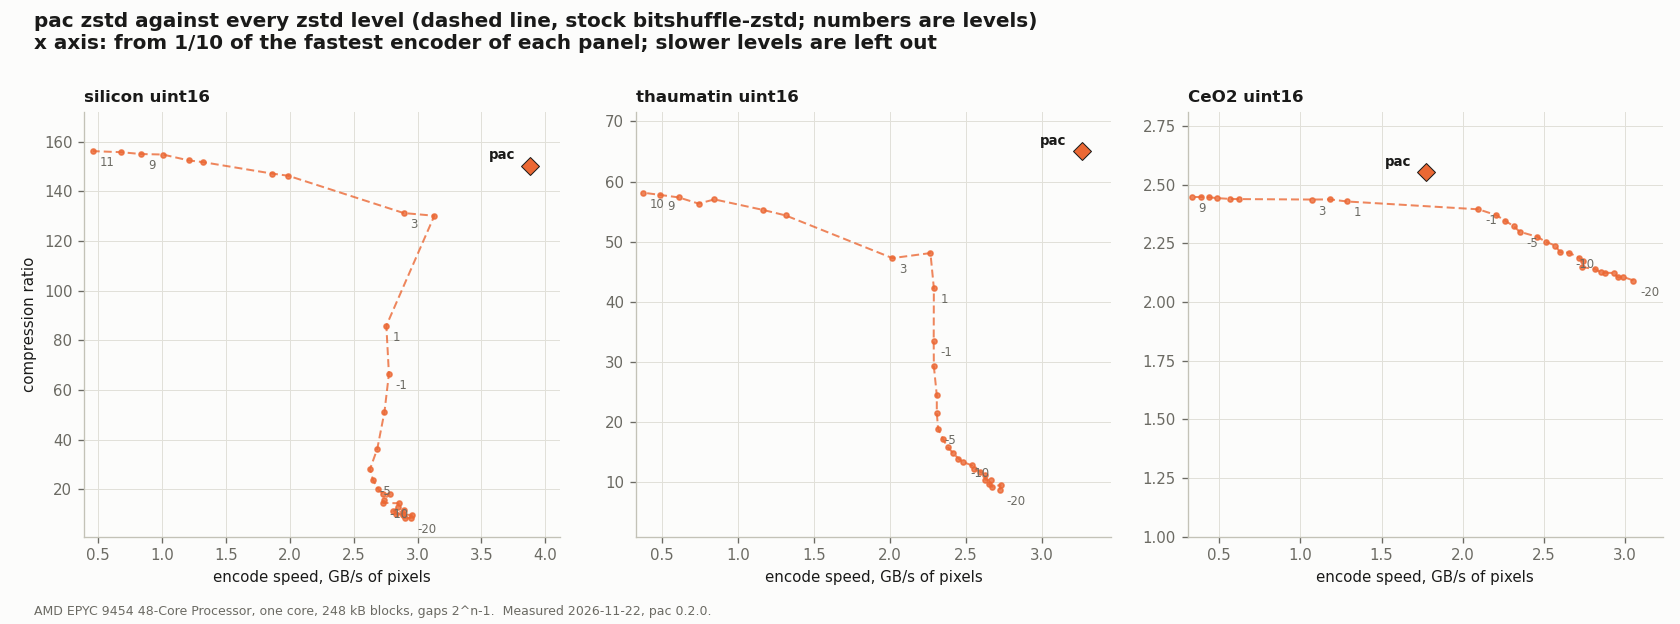 pac zstd against every zstd level (dashed line, stock bitshuffle-zstd; numbers are levels)
x axis: from 1/10 of the fastest encoder of each panel; slower levels are left out
silicon uint16
compression ratio
160
140
120
100
80
60
40
20
11
9
3
1
-1
-5
-10
-20
pac
0.5 1.0 1.5 2.0 2.5 3.0 3.5 4.0
encode speed, GB/s of pixels
thaumatin uint16
70
60
50
40
30
20
10
10
9
3
1
-1
-5
-10
-20
pac
0.5 1.0 1.5 2.0 2.5 3.0
encode speed, GB/s of pixels
CeO2 uint16
2.75
2.50
2.25
2.00
1.75
1.50
1.25
1.00
9
3
1
-1
-5
-10
-20
pac
0.5 1.0 1.5 2.0 2.5 3.0
encode speed, GB/s of pixels
AMD EPYC 9454 48-Core Processor, one core, 248 kB blocks, gaps 2^n-1. Measured 2026-11-22, pac 0.2.0.